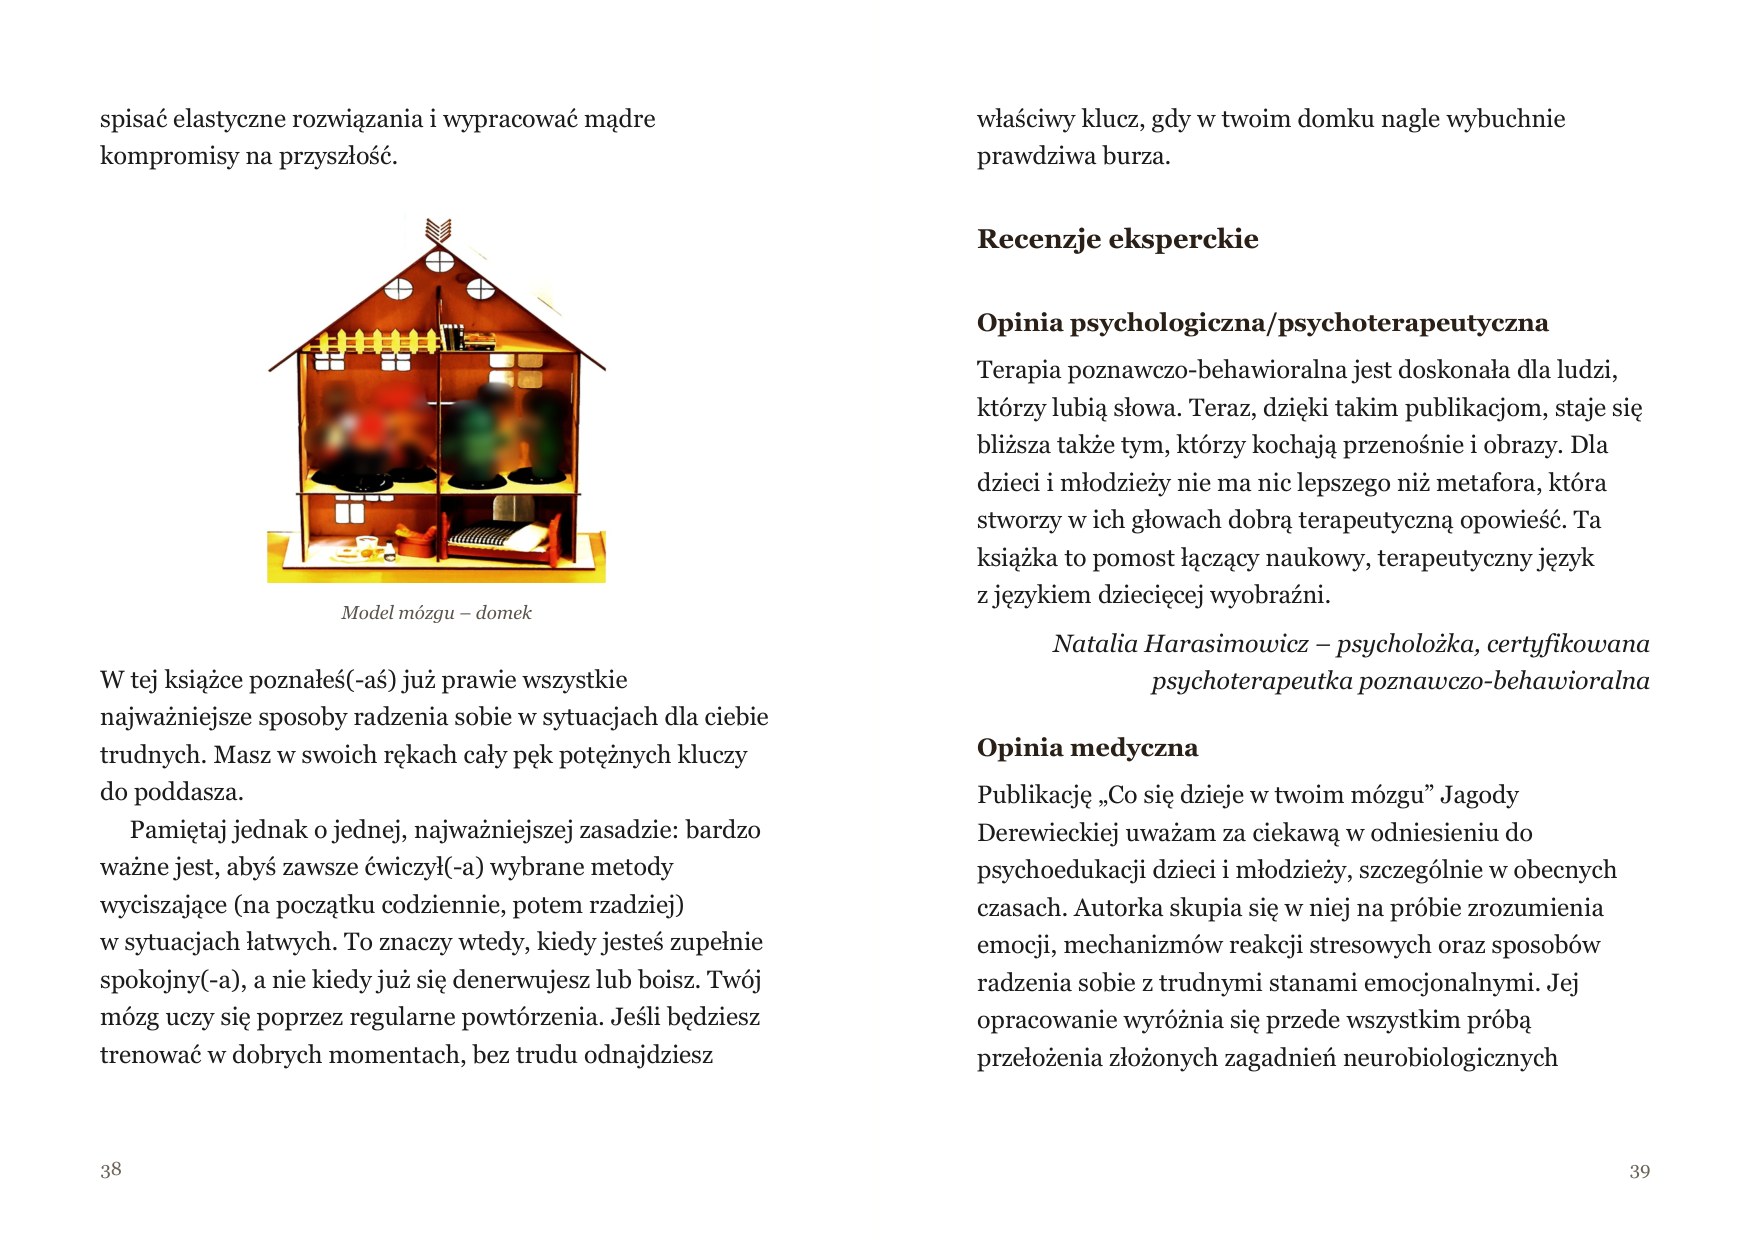 spisać elastyczne rozwiązania i wypracować mądre
kompromisy na przyszłość.
Model mózgu – domek
W tej książce poznałeś(-aś) już prawie wszystkie
najważniejsze sposoby radzenia sobie w sytuacjach dla ciebie
trudnych. Masz w swoich rękach cały pęk potężnych kluczy
do poddasza.
Pamiętaj jednak o jednej, najważniejszej zasadzie: bardzo
ważne jest, abyś zawsze ćwiczył(-a) wybrane metody
wyciszające (na początku codziennie, potem rzadziej)
w sytuacjach łatwych. To znaczy wtedy, kiedy jesteś zupełnie
spokojny(-a), a nie kiedy już się denerwujesz lub boisz. Twój
mózg uczy się poprzez regularne powtórzenia. Jeśli będziesz
trenować w dobrych momentach, bez trudu odnajdziesz
38
właściwy klucz, gdy w twoim domku nagle wybuchnie
prawdziwa burza.
Recenzje eksperckie
Opinia psychologiczna/psychoterapeutyczna
Terapia poznawczo-behawioralna jest doskonała dla ludzi,
którzy lubią słowa. Teraz, dzięki takim publikacjom, staje się
bliższa także tym, którzy kochają przenośnie i obrazy. Dla
dzieci i młodzieży nie ma nic lepszego niż metafora, która
stworzy w ich głowach dobrą terapeutyczną opowieść. Ta
książka to pomost łączący naukowy, terapeutyczny język
z językiem dziecięcej wyobraźni.
Natalia Harasimowicz – psycholożka, certyfikowana
psychoterapeutka poznawczo-behawioralna
Opinia medyczna
Publikację „Co się dzieje w twoim mózgu” Jagody
Derewieckiej uważam za ciekawą w odniesieniu do
psychoedukacji dzieci i młodzieży, szczególnie w obecnych
czasach. Autorka skupia się w niej na próbie zrozumienia
emocji, mechanizmów reakcji stresowych oraz sposobów
radzenia sobie z trudnymi stanami emocjonalnymi. Jej
opracowanie wyróżnia się przede wszystkim próbą
przełożenia złożonych zagadnień neurobiologicznych
39